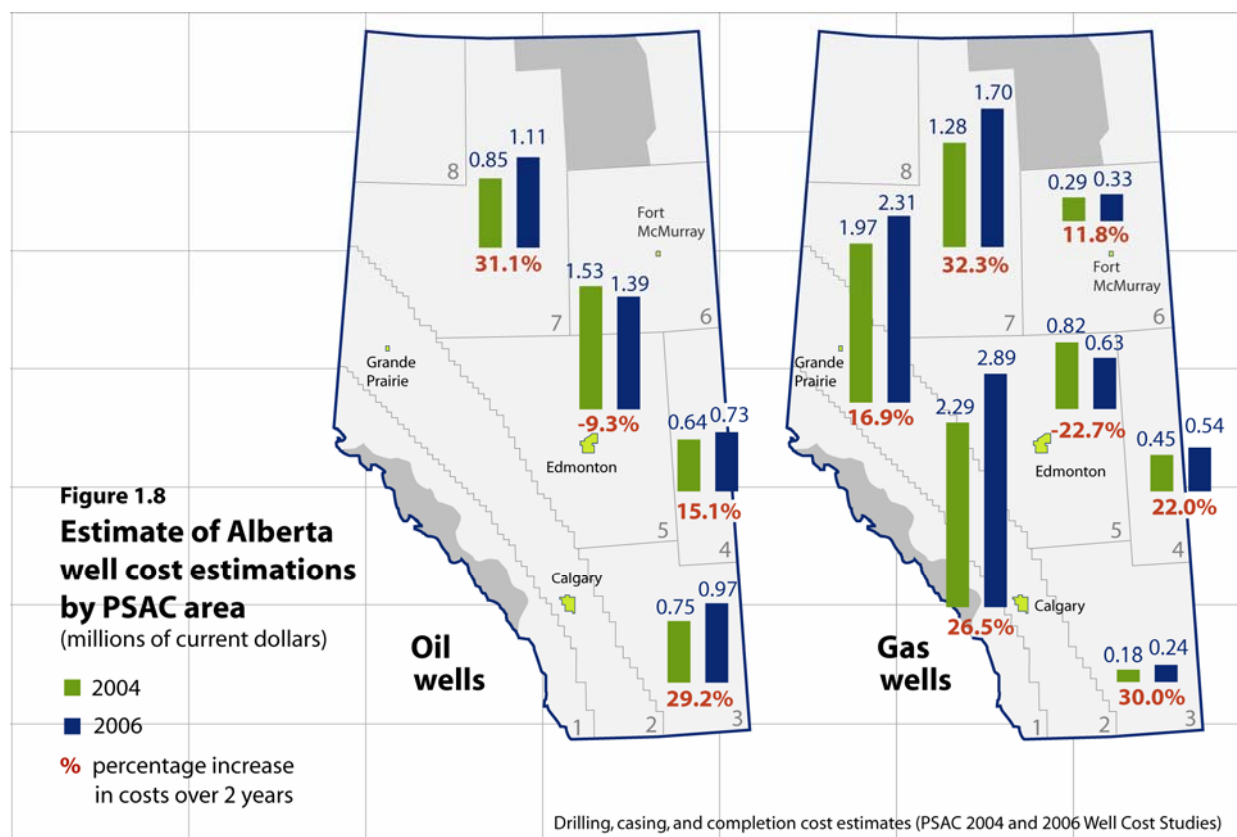 8
0.85
1.11
31.1%
7
Fort
McMurray
6
1.53
1.39
-9.3%
Grande
Prairie
Edmonton
5
0.64
0.73
15.1%
4
Calgary
0.75
0.97
29.2%
1
2
3
Oil
wells
8
1.28
1.70
32.3%
7
0.29
0.33
11.8%
Fort
McMurray
6
1.97
2.31
16.9%
Grande
Prairie
0.82
0.63
-22.7%
Edmonton
5
2.29
2.89
26.5%
0.45
0.54
22.0%
4
Calgary
0.18
0.24
30.0%
1
2
3
Gas
wells
Figure 1.8
Estimate of Alberta
well cost estimations
by PSAC area
(millions of current dollars)
2004
2006
% percentage increase
in costs over 2 years
Drilling, casing, and completion cost estimates (PSAC 2004 and 2006 Well Cost Studies)